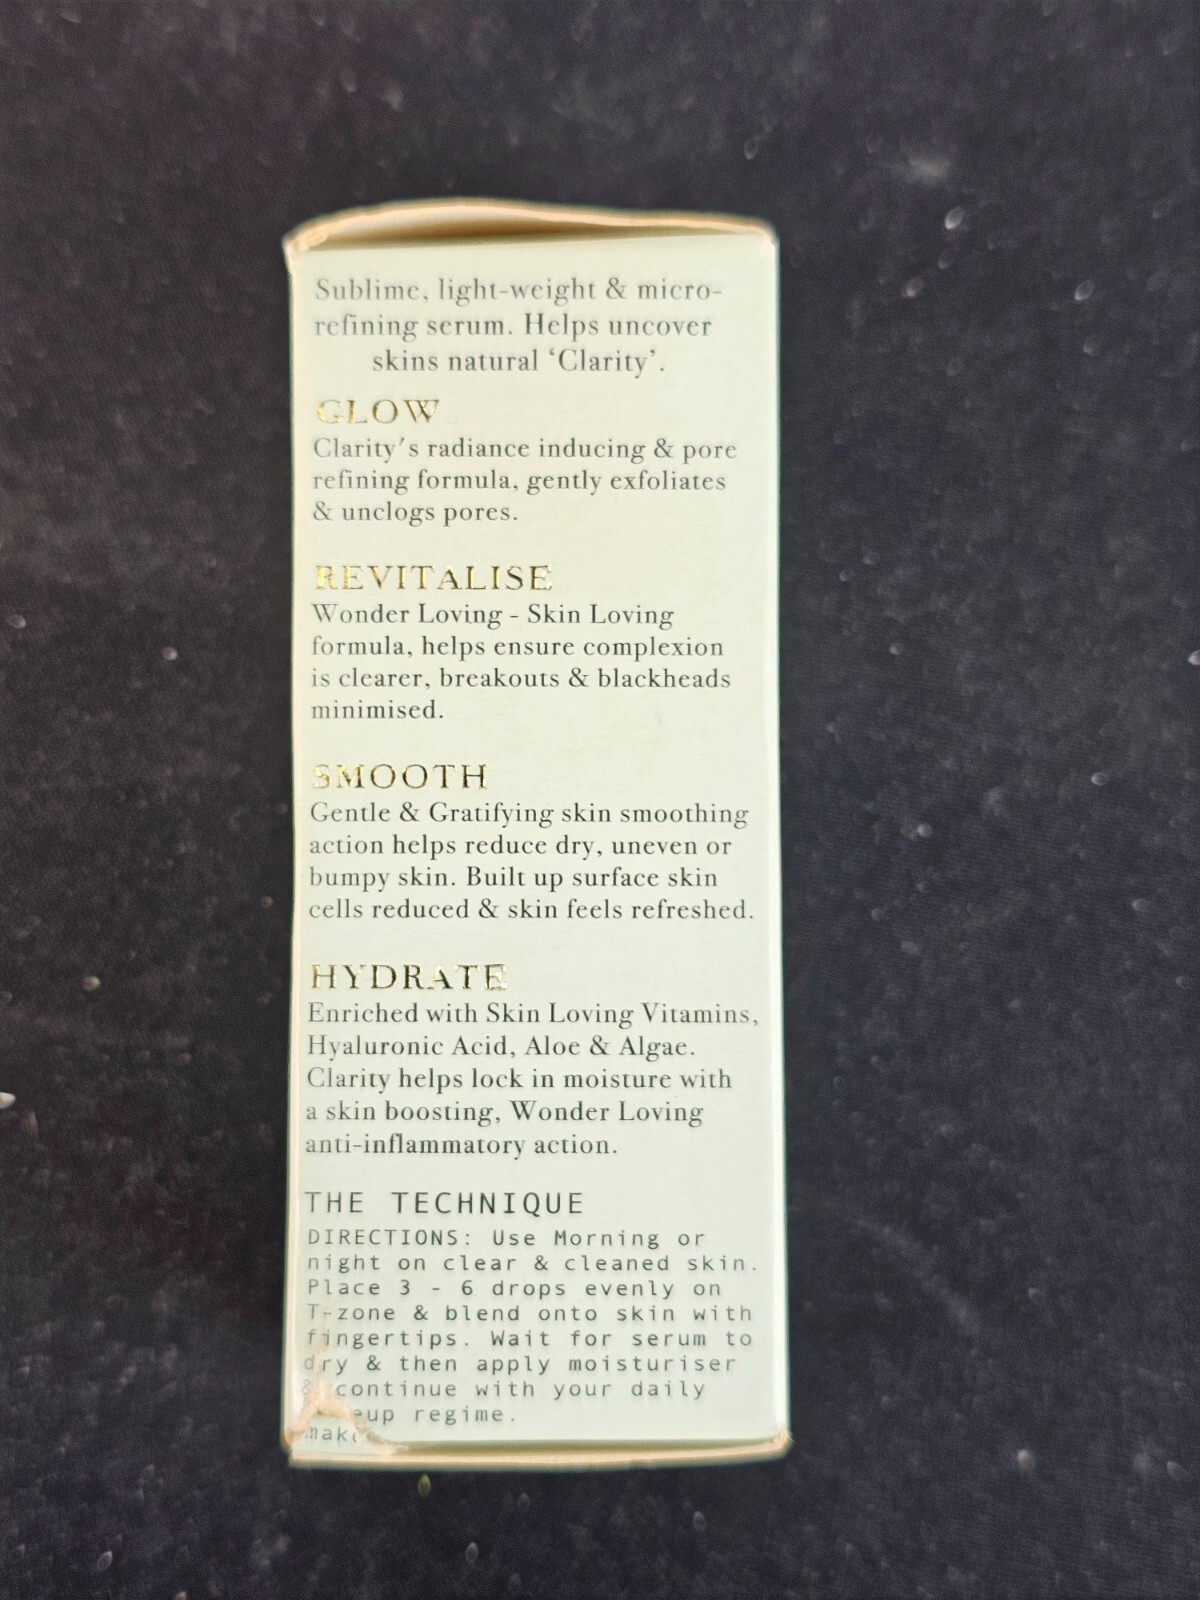 Sublime, light-weight & micro-
refining serum. Helps uncover
skins natural ‘Clarity’.
GLOW
Clarity's radiance inducing & pore
refining formula, gently exfoliates
& unclogs pores.
REVITALISE
Wonder Loving - Skin Loving
formula, helps ensure complexion
is clearer, breakouts & blackheads
minimised.
SMOOTH
Gentle & Gratifying skin smoothing
action helps reduce dry, uneven or
bumpy skin. Built up surface skin
cells reduced & skin feels refreshed.
HYDRATE
Enriched with Skin Loving Vitamins,
Hyaluronic Acid, Aloe & Algae.
Clarity helps lock in moisture with
a skin boosting, Wonder Loving
anti-inflammatory action.
THE TECHNIQUE
DIRECTIONS: Use Morning or
night on clear & cleaned skin.
Place 3 - 6 drops evenly on
T-zone & blend onto skin with
fingertips. Wait for serum to
dry & then apply moisturiser
& continue with your daily
regime.